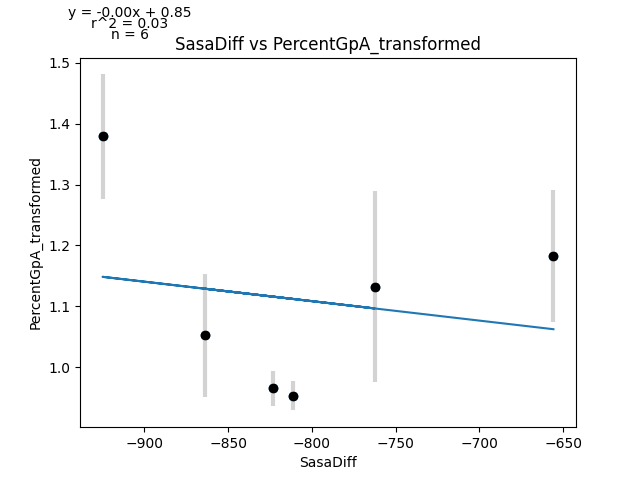 y = -0.00x + 0.85
r^2 = 0.03
n = 6
SasaDiff vs PercentGpA_transformed
1.5
1.4
1.3
1.2
1.1
1.0
PercentGpA_transformed
−900
−850
−800
−750
−700
−650
SasaDiff